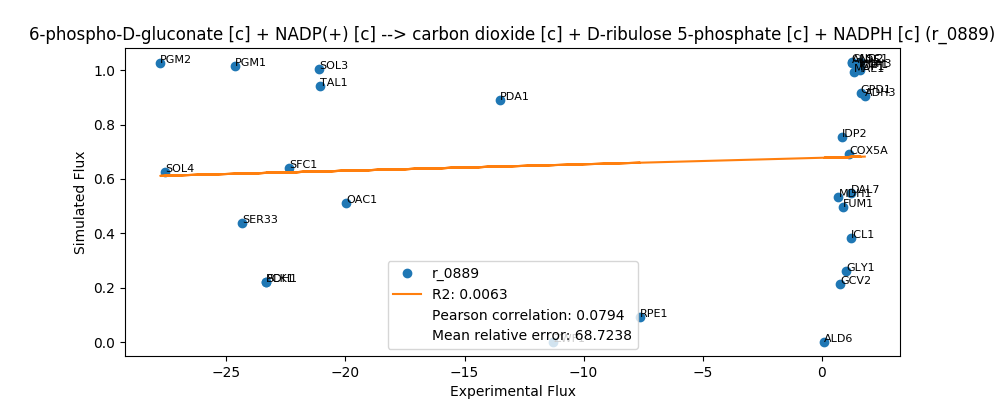 6-phospho-D-gluconate [c] + NADP(+) [c] --> carbon dioxide [c] + D-ribulose 5-phosphate [c] + NADPH [c] (r_0889)
PGM2
PGM1
SOL3
TAL1
PDA1
MAE1
GPD1
ADH3
IDP2
COX5A
SOL4
SFC1
OAC1
SER33
DAL7
MDH1
FUM1
ICL1
GLY1
GCV2
RPE1
ALD6
1.0
0.8
0.6
0.4
0.2
0.0
Simulated Flux
r_0889
R2: 0.0063
Pearson correlation: 0.0794
Mean relative error: 68.7238
−25
−20
−15
−10
−5
0
Experimental Flux